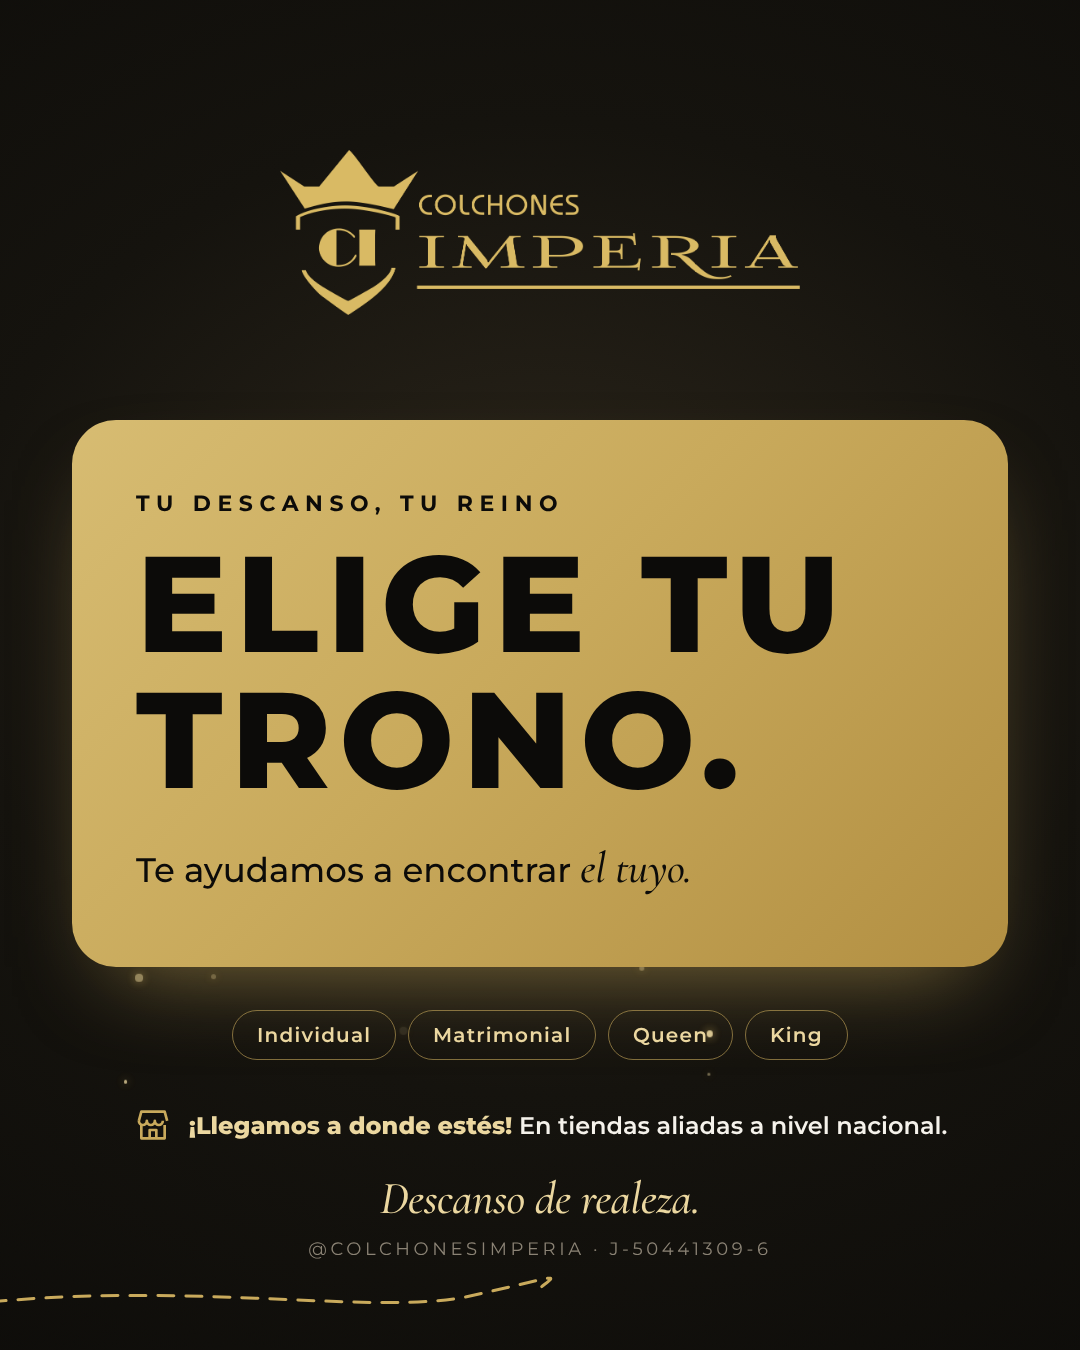 CI
COLCHONES
IMPERIA
TU DESCANSO, TU REINO
ELIGE TU
TRONO.
Te ayudamos a encontrar el tuyo.
Individual Matrimonial Queen King
¡Llegamos a donde estés! En tiendas aliadas a nivel nacional.
Descanso de realeza.
@COLCHONESIMPERIA · J-50441309-6